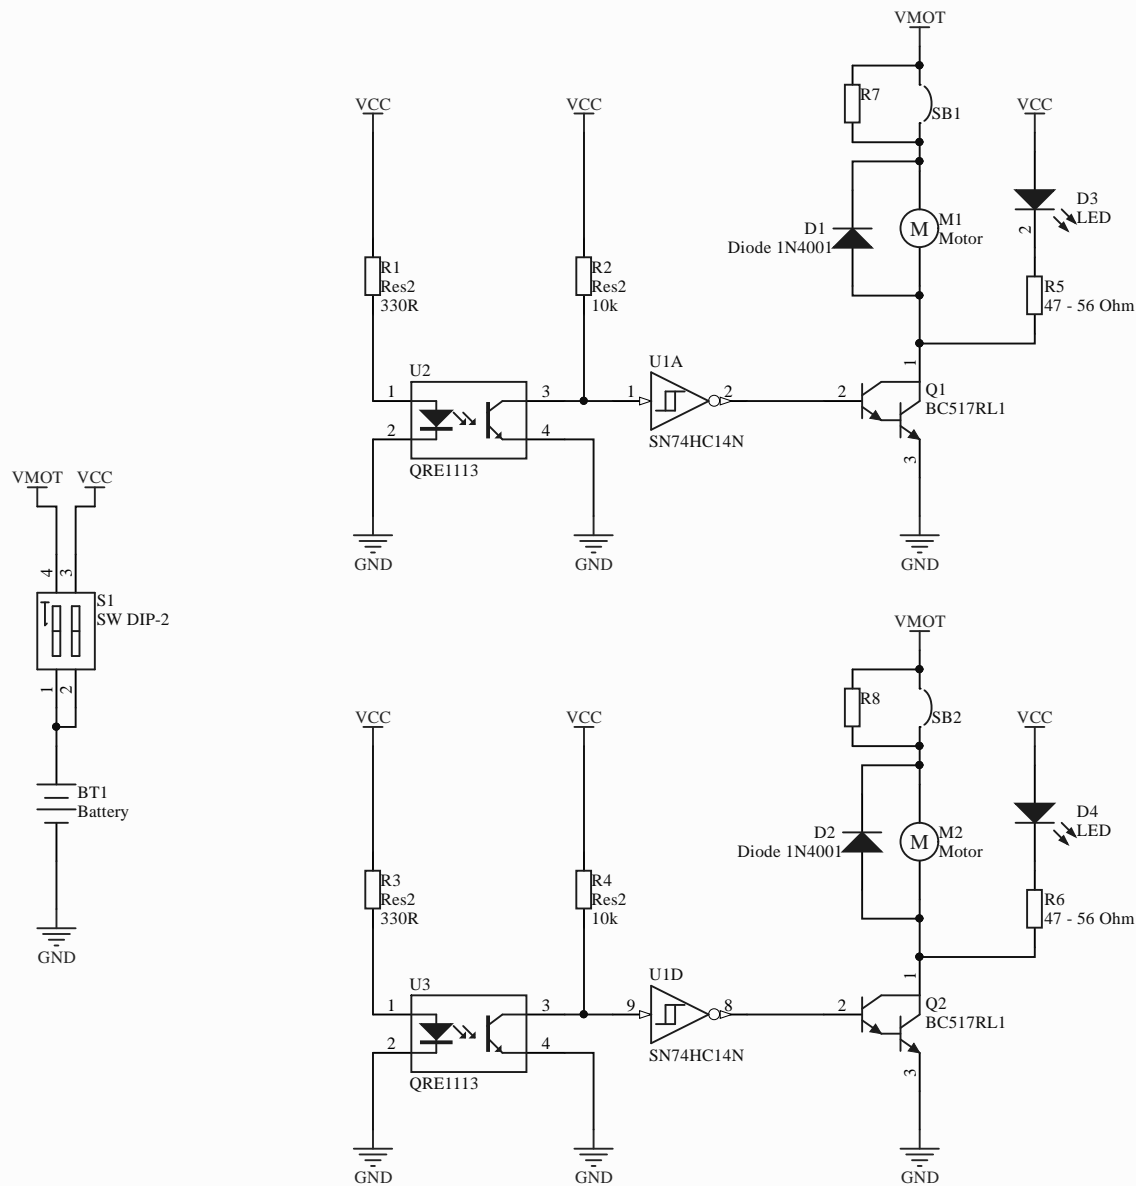 VMOT
R7
SB1
VCC
VCC
VCC
D3
LED
2
D1
Diode 1N4001
M
M1
Motor
R1
Res2
330R
R2
Res2
10k
R5
47 - 56 Ohm
U2
1
2
3
4
QRE1113
U1A
1
2
SN74HC14N
1
2
3
Q1
BC517RL1
GND
GND
GND
VMOT
VCC
4
3
S1
SW DIP-2
1
2
BT1
Battery
GND
VMOT
R8
SB2
VCC
VCC
VCC
D4
LED
D2
Diode 1N4001
M
M2
Motor
R3
Res2
330R
R4
Res2
10k
R6
47 - 56 Ohm
U3
1
2
3
4
QRE1113
U1D
9
8
SN74HC14N
1
2
3
Q2
BC517RL1
GND
GND
GND